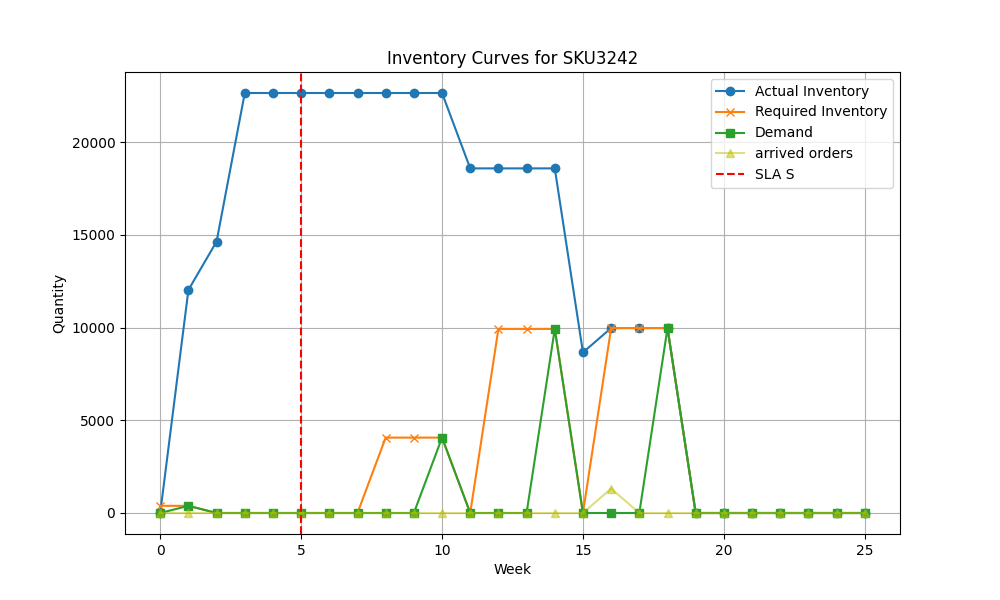 Inventory Curves for SKU3242
Actual Inventory
Required Inventory
Demand
arrived orders
SLA S
Quantity
20000
15000
10000
5000
0
0 5 10 15 20 25
Week